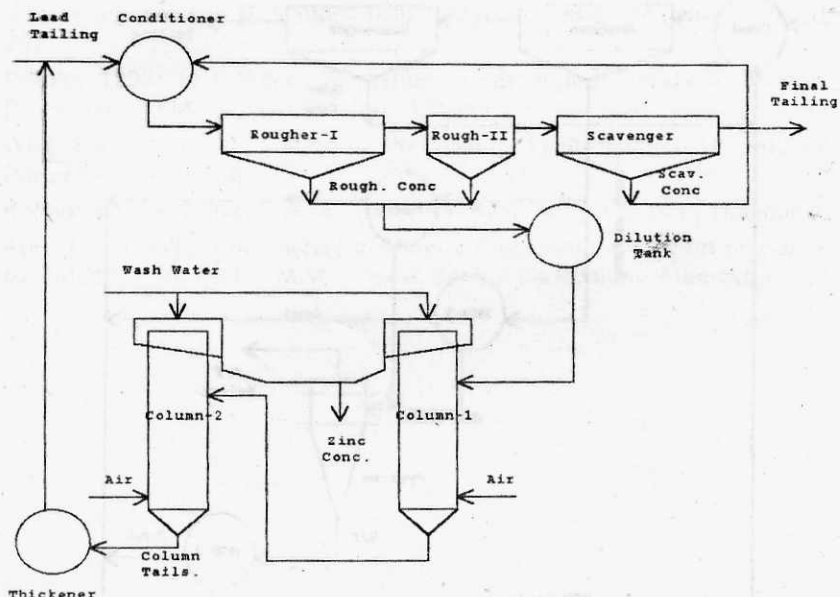 Lead
Tailing
Conditioner
Final
Tailing
Rougher-I
Rough-II
Scavenger
Rough. Conc
Scav.
Conc
Dilution
Tank
Wash Water
Column-2
Column-1
Zinc
Conc.
Air
Air
Column
Tails.
Thickener